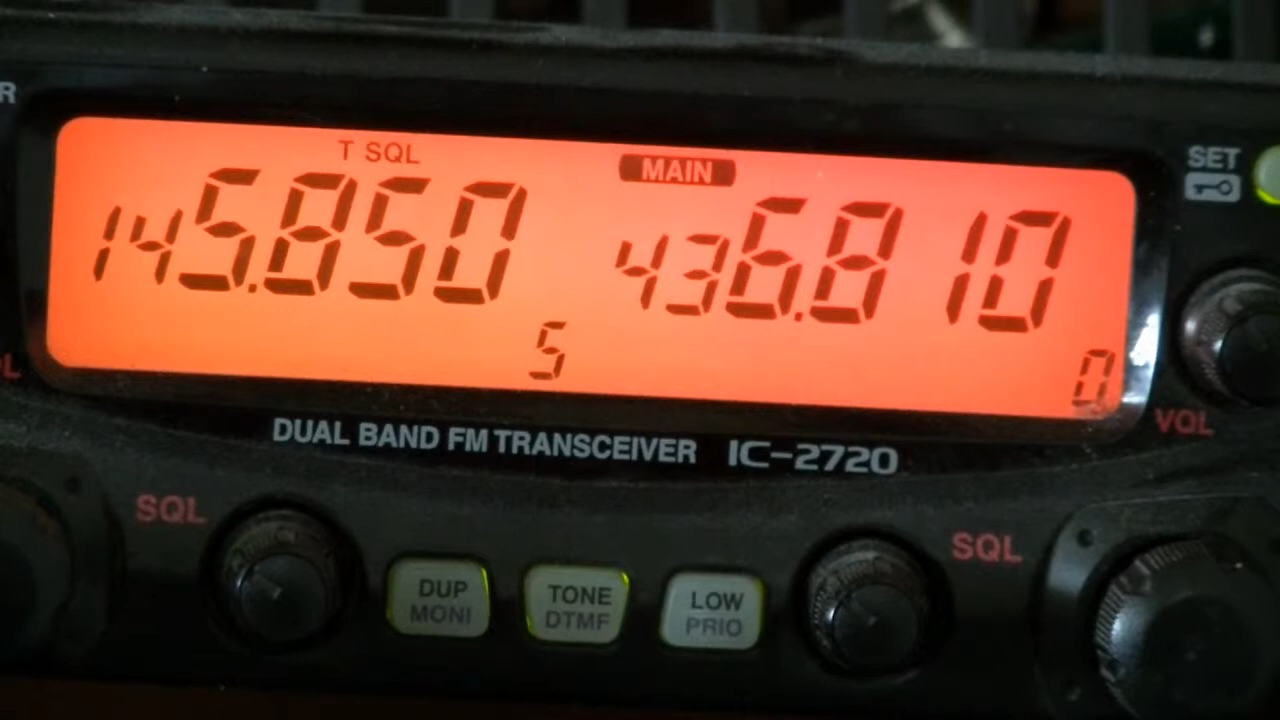 R
T SQL MAIN SET
145.850 436.810
5 0
QL VOL
DUAL BAND FM TRANSCEIVER IC-2720
SQL SQL
DUP TONE LOW
MONI DTMF PRIO